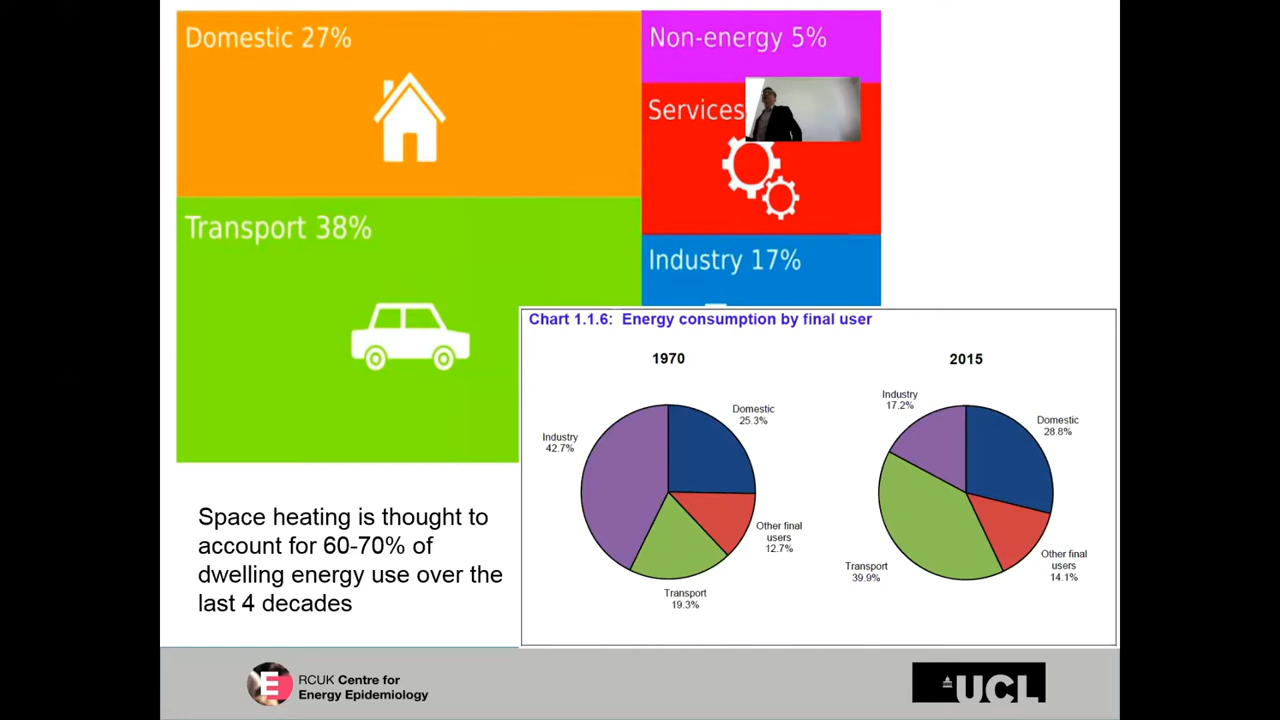 Domestic 27%
Non-energy 5%
Services
Transport 38%
Industry 17%
Chart 1.1.6: Energy consumption by final user
1970
2015
Domestic
25.3%
Industry
42.7%
Other final
users
12.7%
Transport
19.3%
Industry
17.2%
Domestic
28.8%
Transport
39.9%
Other final
users
14.1%
Space heating is thought to
account for 60-70% of
dwelling energy use over the
last 4 decades
E
RCUK Centre for
Energy Epidemiology
UCL